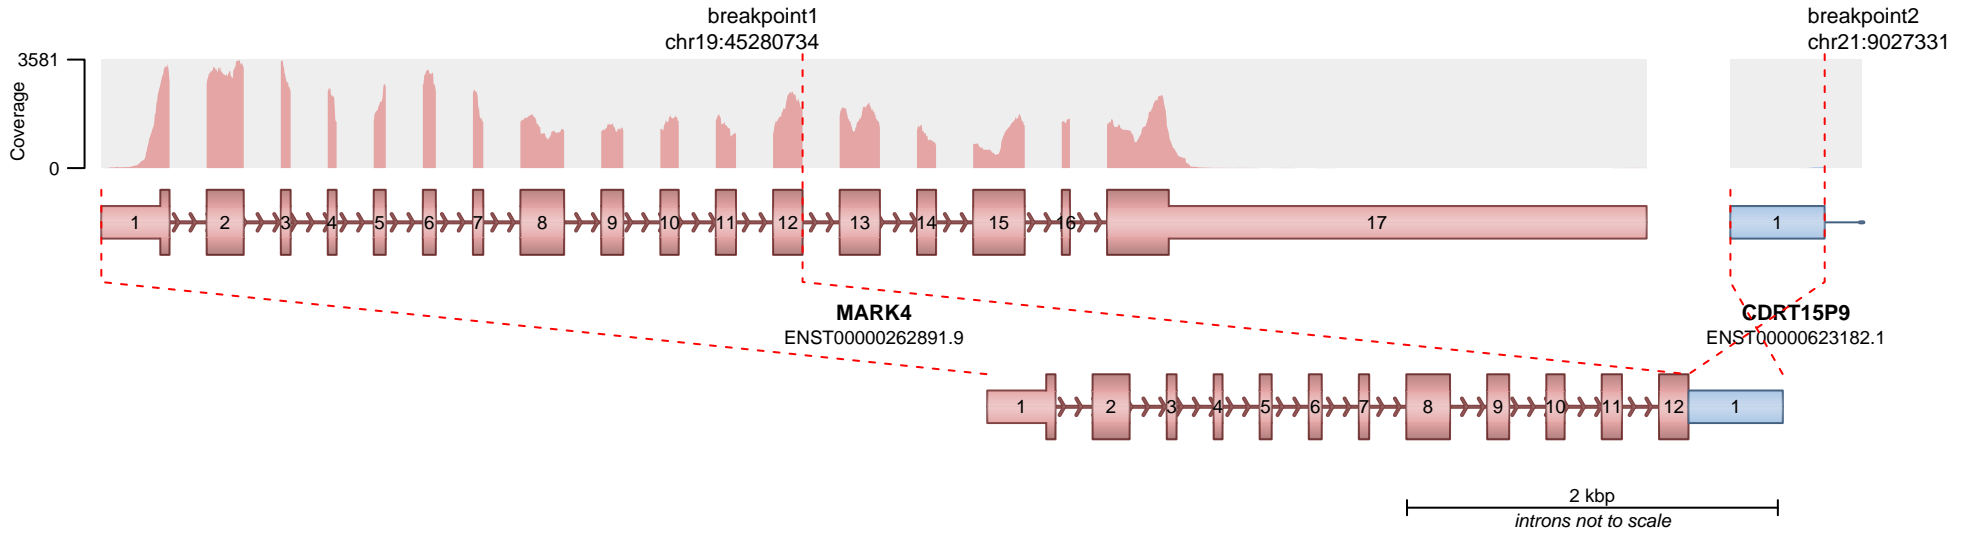 breakpoint1
chr19:45280734
breakpoint2
chr21:9027331
3581
Coverage
0
1 2 3 4 5 6 7 8 9 10 11 12 13 14 15 16 17 1
MARK4
ENST00000262891.9
CDRT15P9
ENST00000623182.1
1 2 3 4 5 6 7 8 9 10 11 12 1
2 kbp
introns not to scale